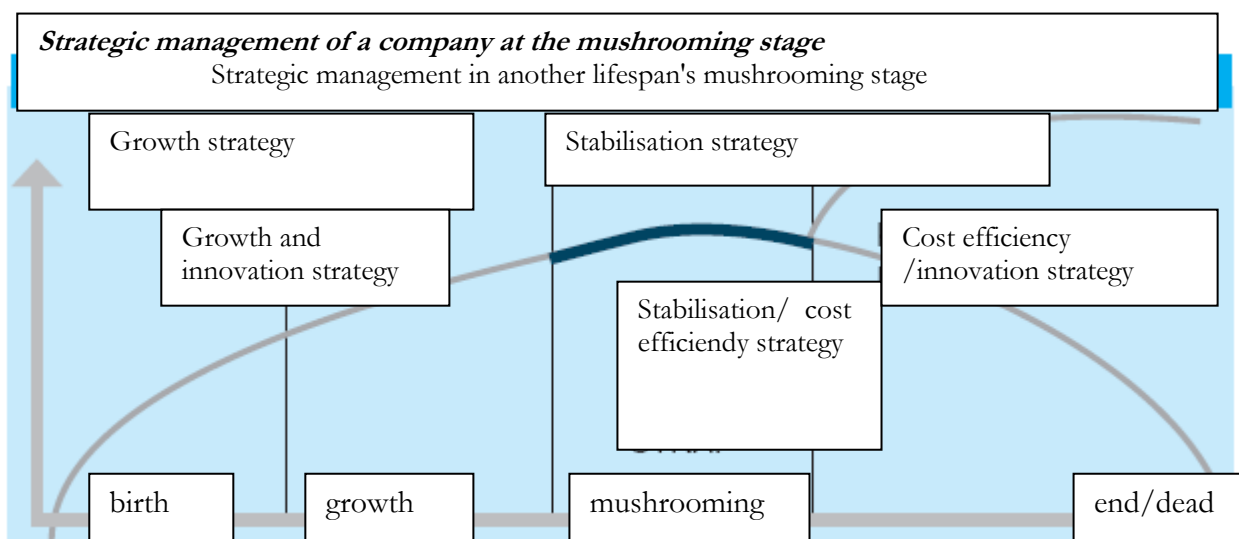 Strategic management of a company at the mushrooming stage
Strategic management in another lifespan's mushrooming stage
Growth strategy
Stabilisation strategy
Growth and
innovation strategy
Cost efficiency
/innovation strategy
Stabilisation/ cost
efficiendy strategy
birth
growth
mushrooming
end/dead